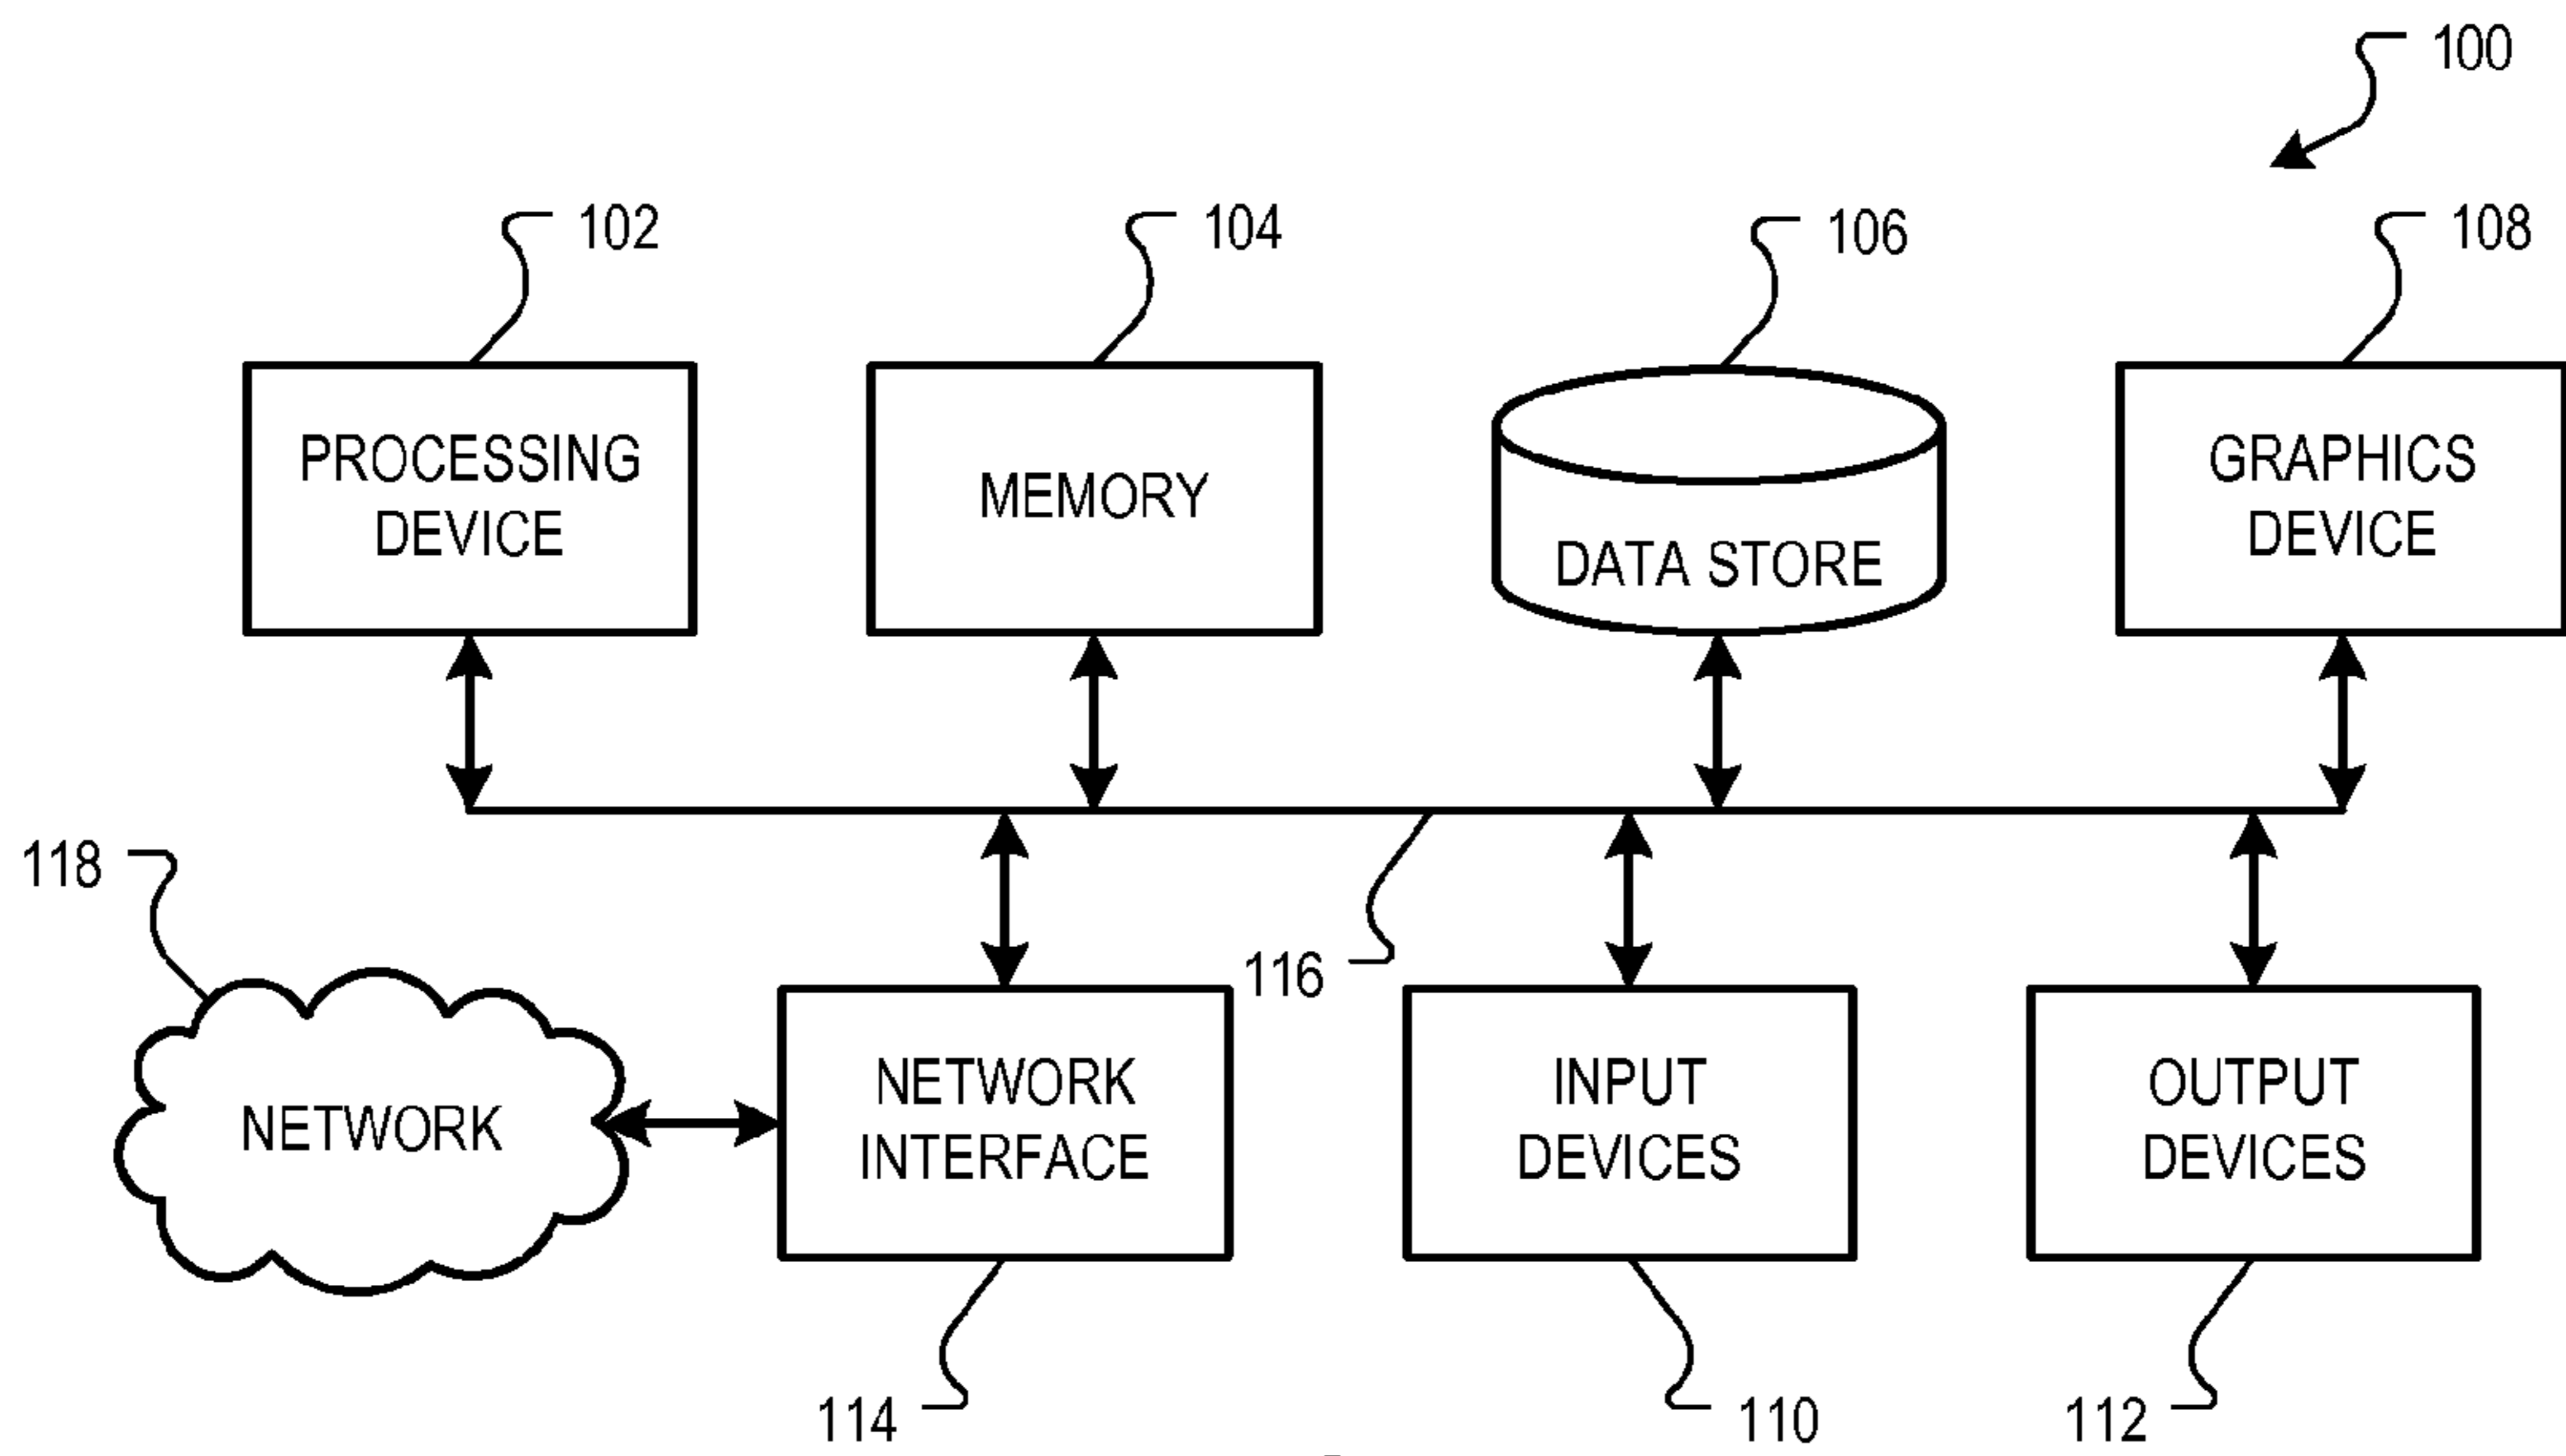 100
102
104
106
108
PROCESSING
DEVICE
MEMORY
DATA STORE
GRAPHICS
DEVICE
118
116
NETWORK
NETWORK
INTERFACE
INPUT
DEVICES
OUTPUT
DEVICES
114
110
112